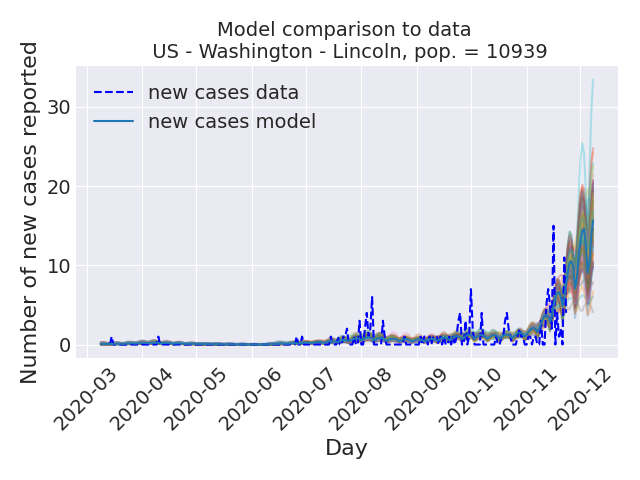 Model comparison to data
US - Washington - Lincoln, pop. = 10939
Number of new cases reported
new cases data
new cases model
30
20
10
0
2020-03
2020-04
2020-05
2020-06
2020-07
2020-08
2020-09
2020-10
2020-11
2020-12
Day